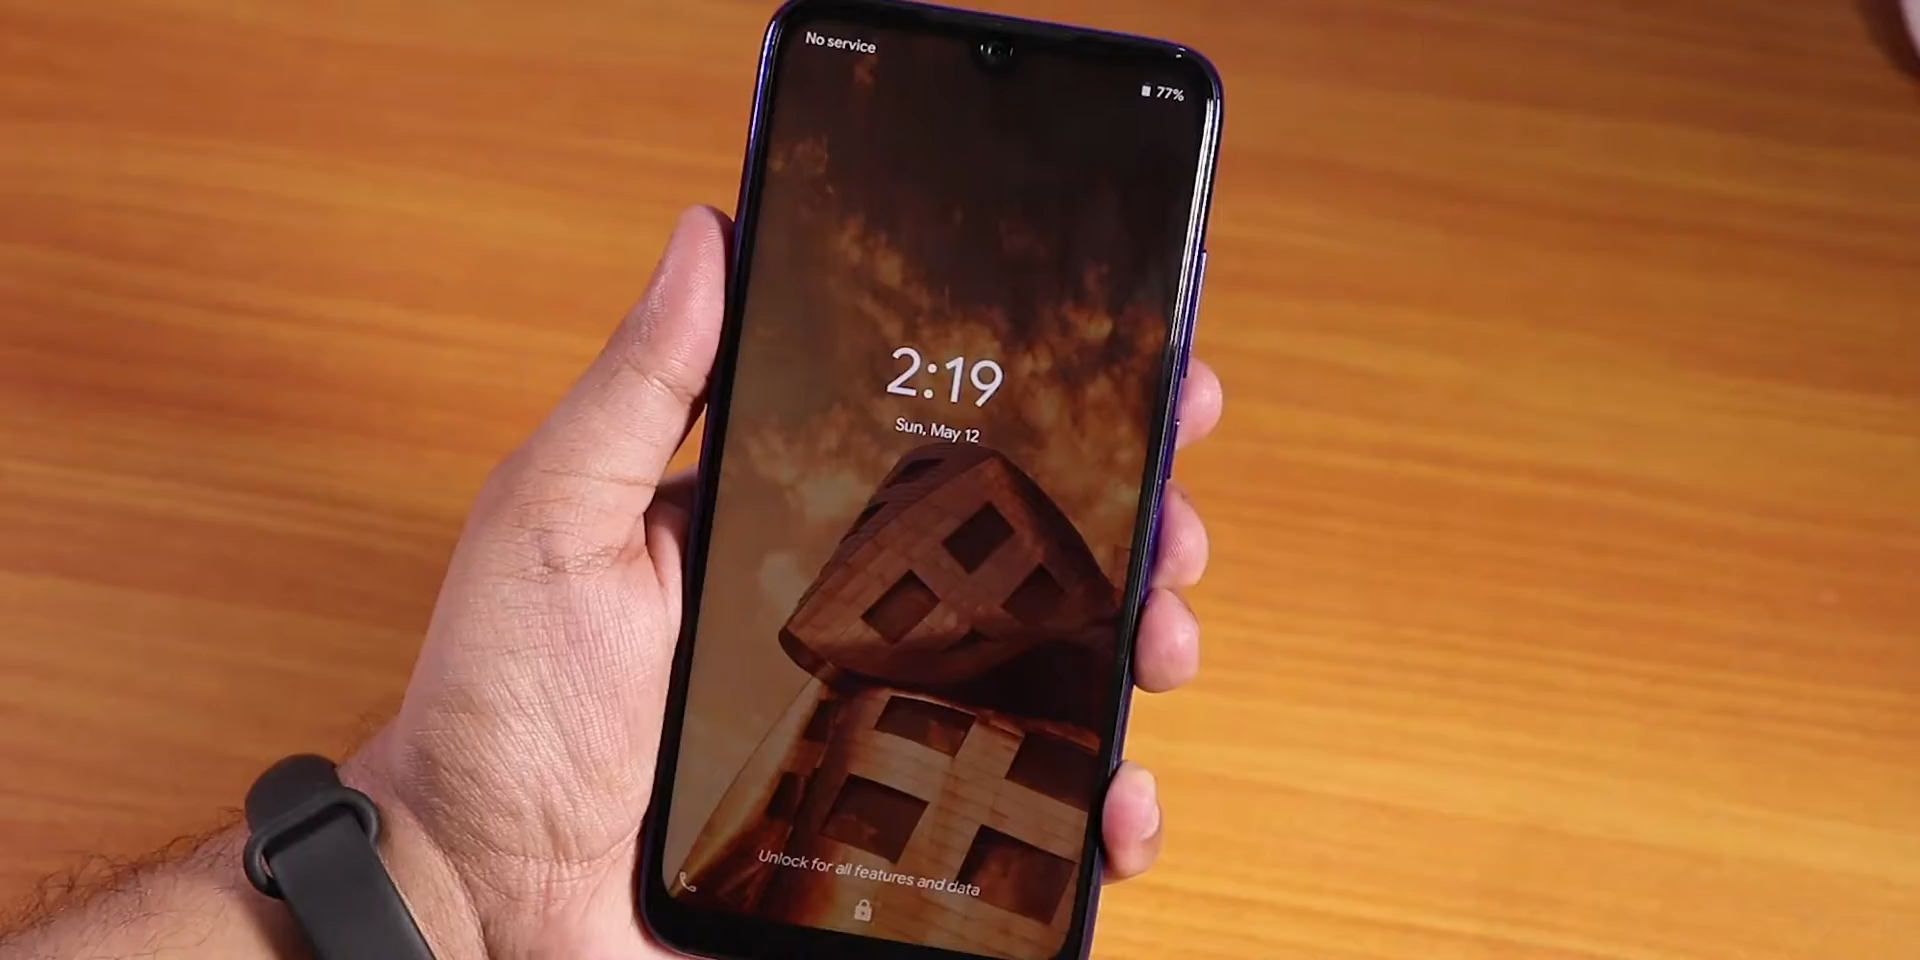 No service
77%
2:19
Sun, May 12
Unlock for all features and data